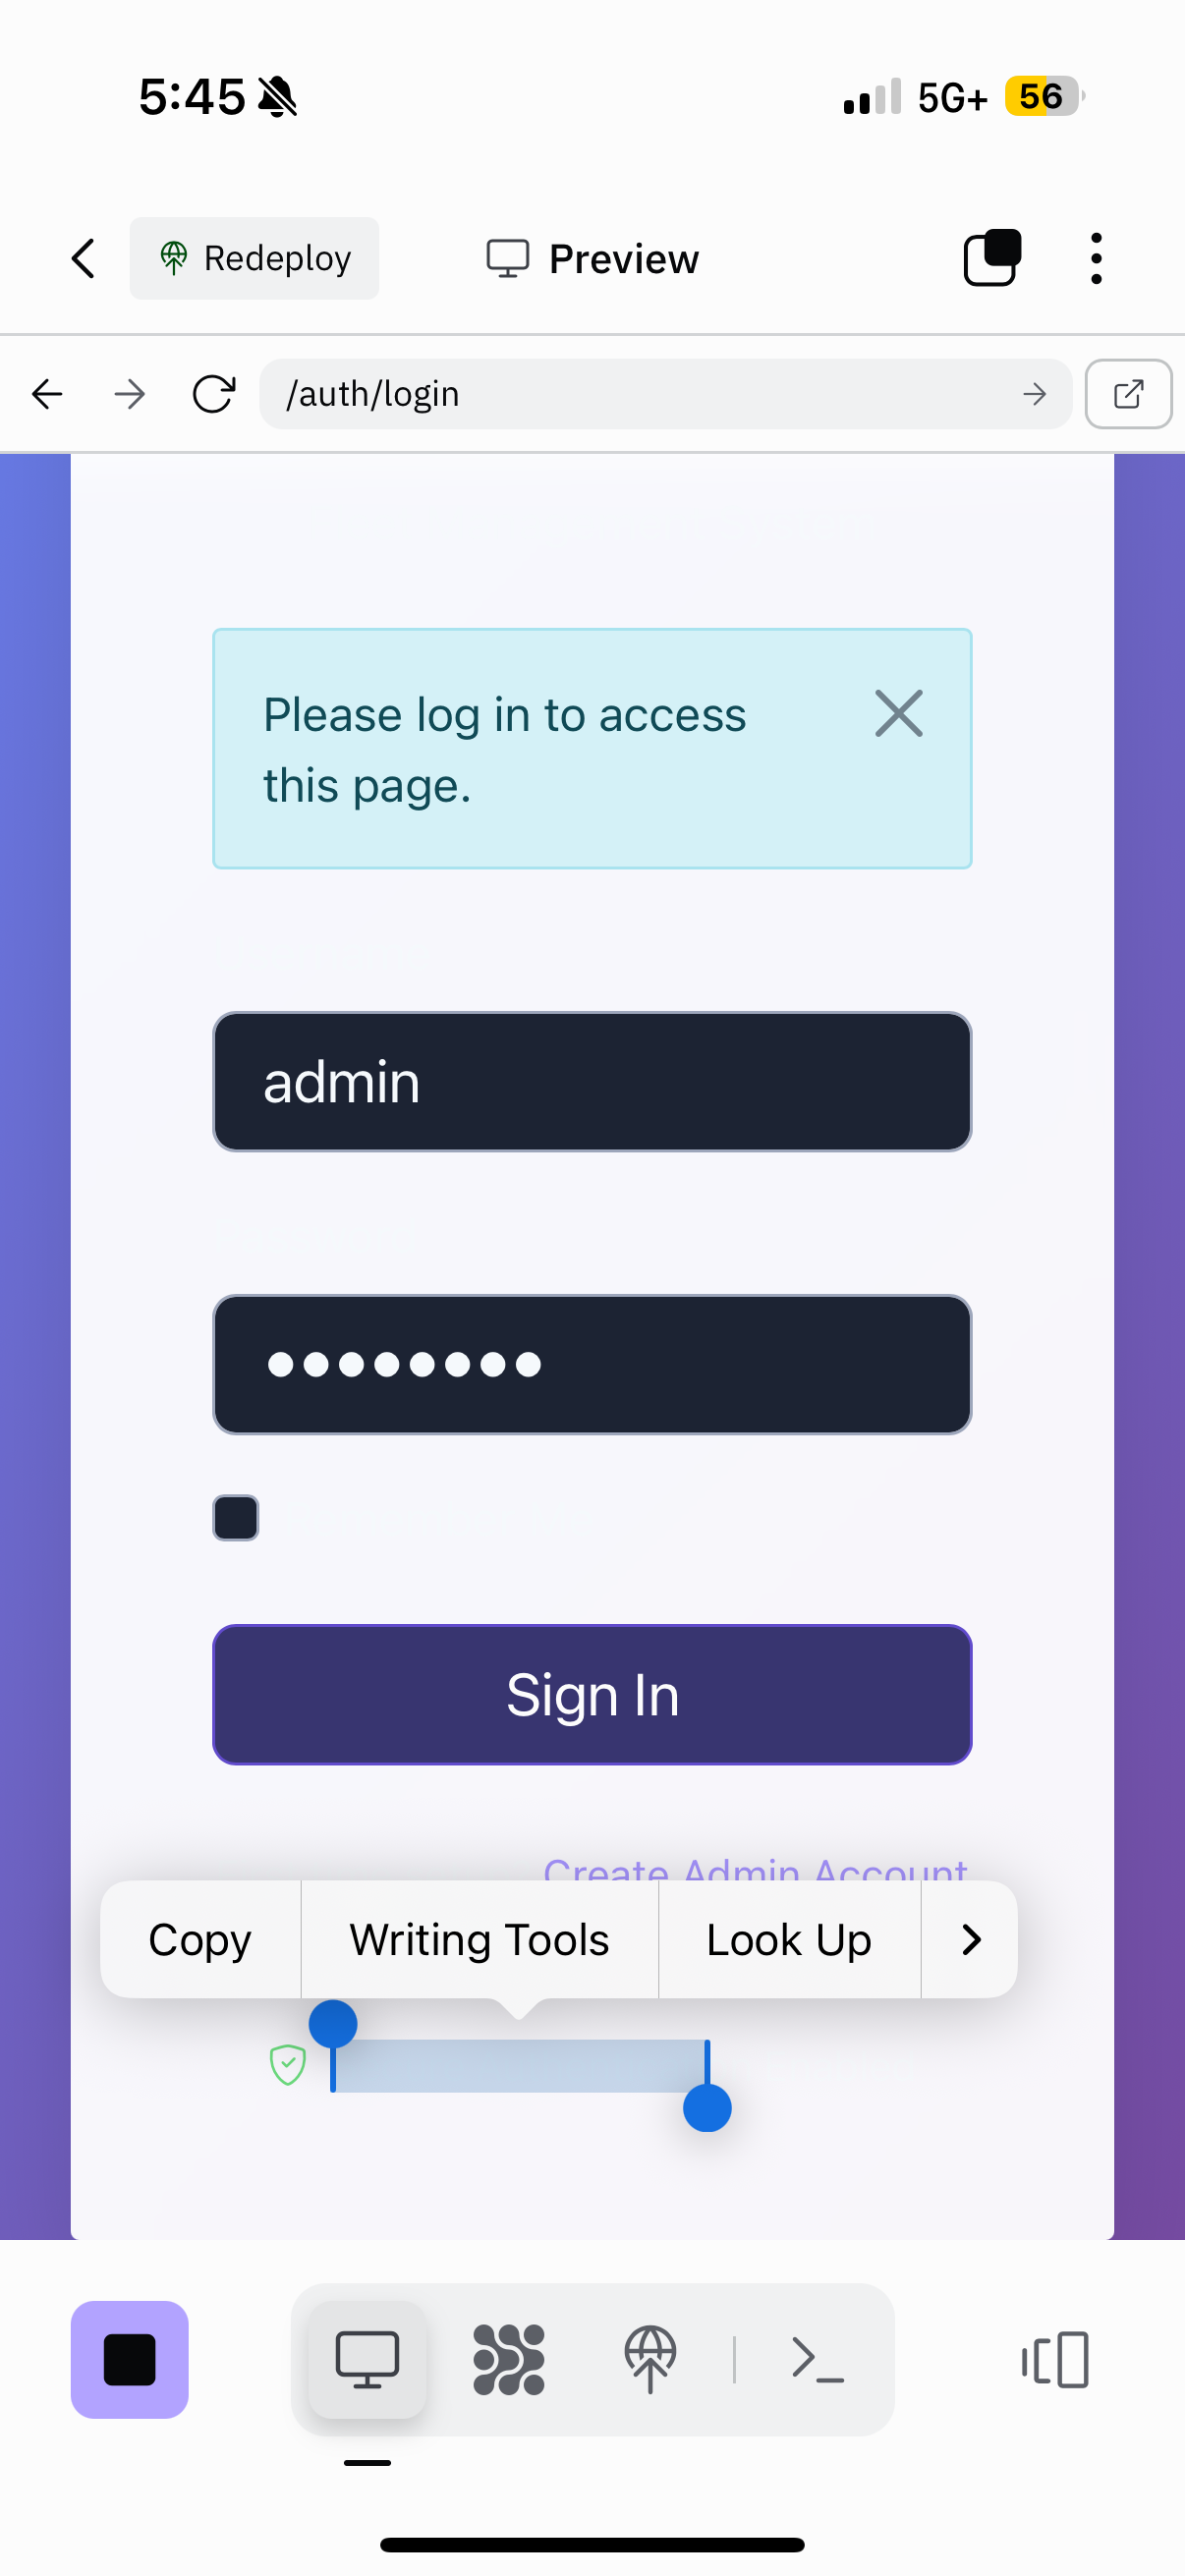 5:45
5G+
56
Redeploy
Preview
/auth/login
Please log in to access
this page.
admin
Sign In
Create Admin Account
Copy
Writing Tools
Look Up